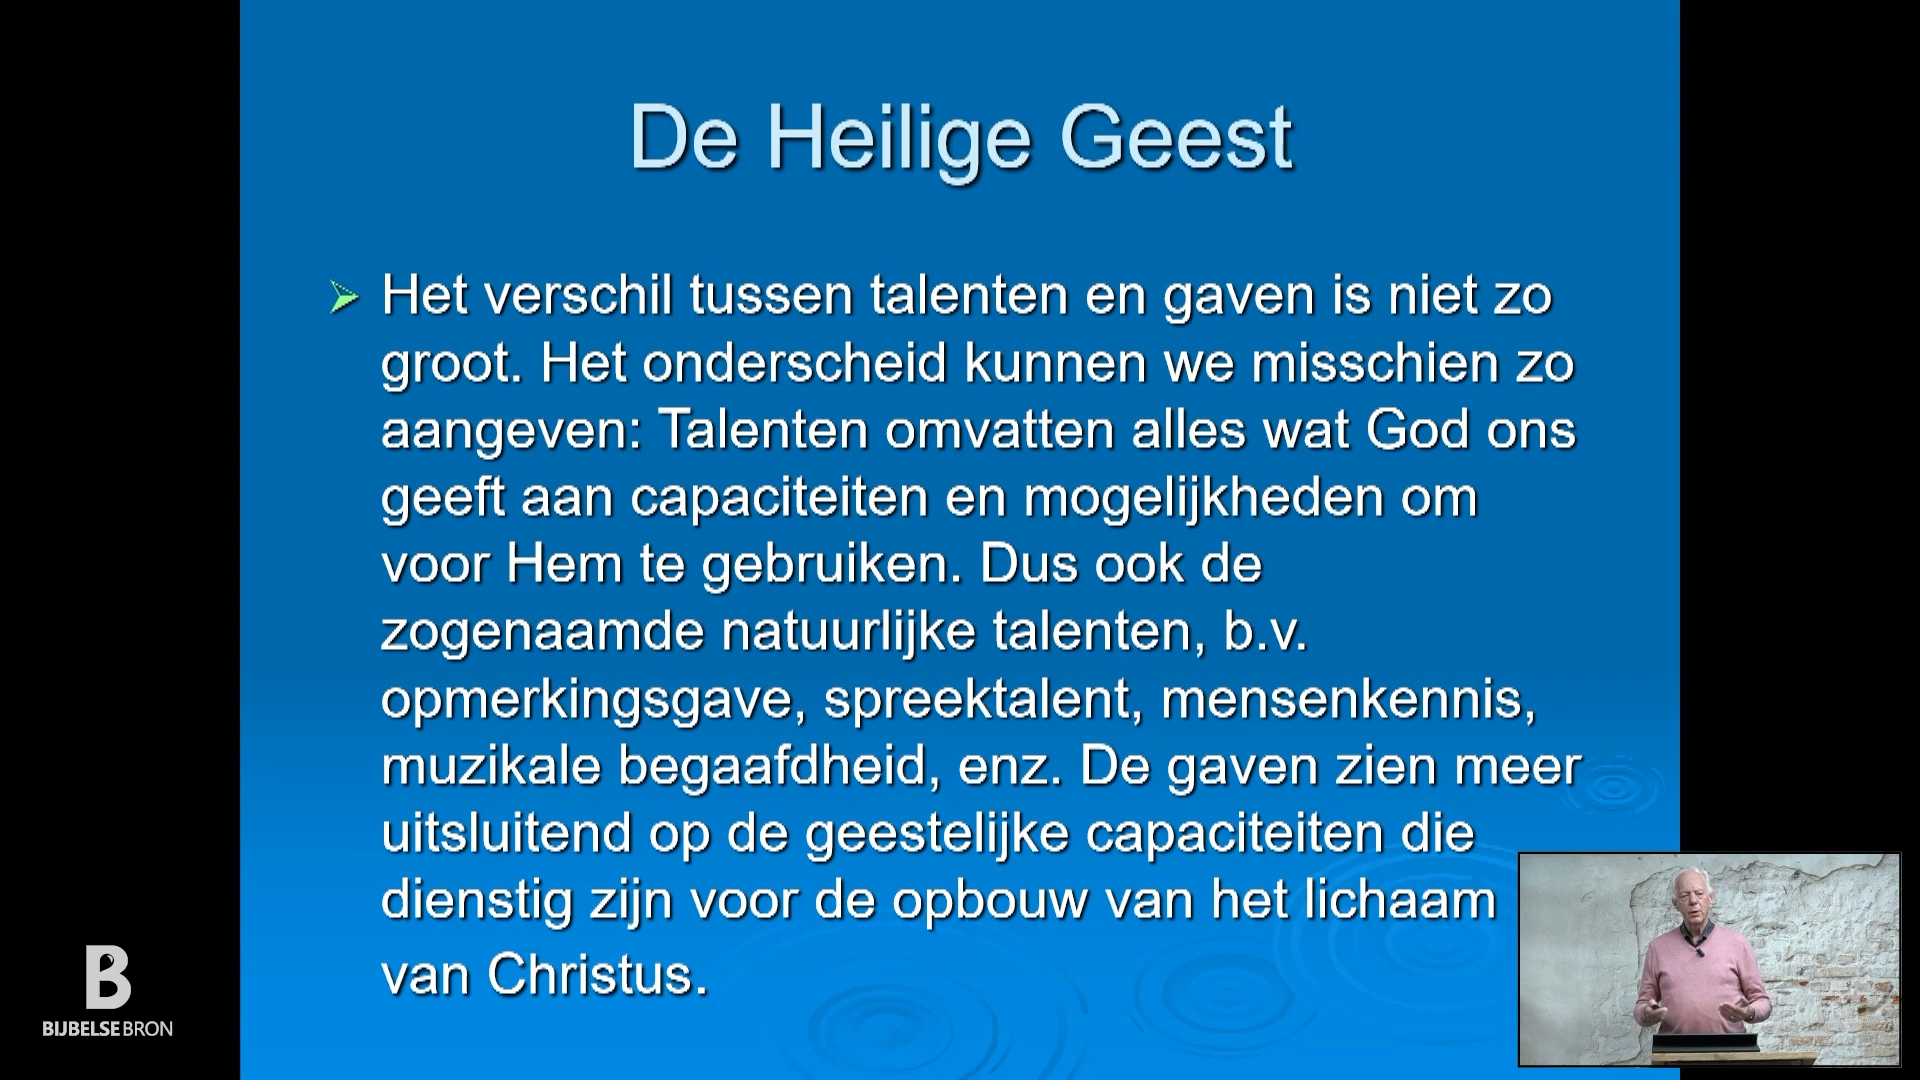 De Heilige Geest
Het verschil tussen talenten en gaven is niet zo
groot. Het onderscheid kunnen we misschien zo
aangeven: Talenten omvatten alles wat God ons
geeft aan capaciteiten en mogelijkheden om
voor Hem te gebruiken. Dus ook de
zogenaamde natuurlijke talenten, b.v.
opmerkingsgave, spreektalent, mensenkennis,
muzikale begaafdheid, enz. De gaven zien meer
uitsluitend op de geestelijke capaciteiten die
dienstig zijn voor de opbouw van het lichaam
van Christus.
B
BIJBELSE BRON